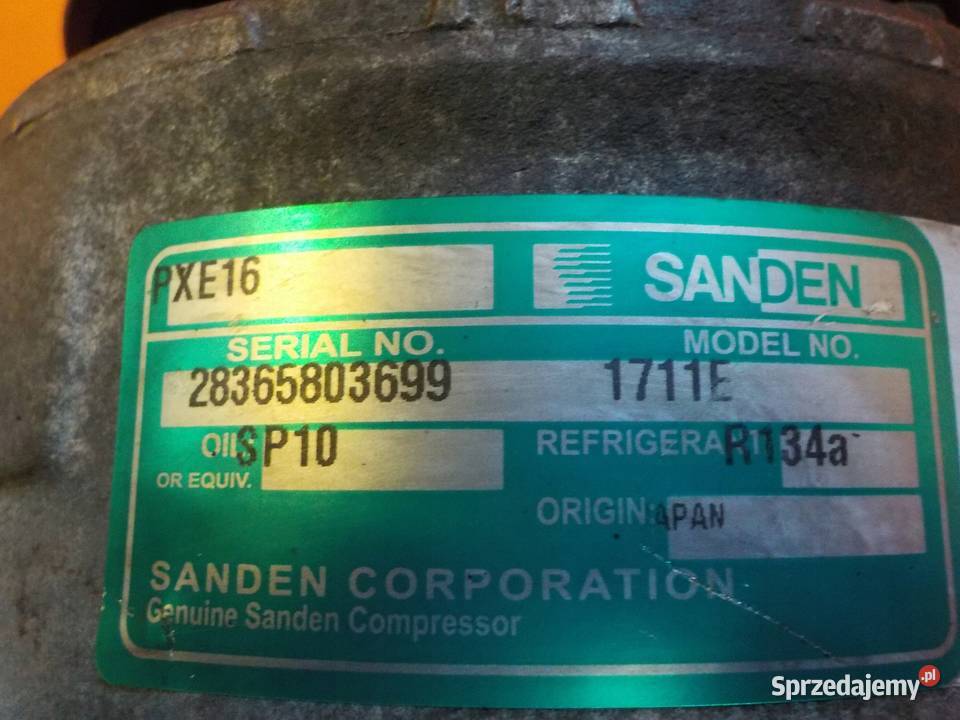 PXE16
SANDEN
SERIAL NO. MODEL NO.
28365803699 1711E
OIL SP10 REFRIGERA R134a
OR EQUIV.
ORIGIN: JAPAN
SANDEN CORPORATION
Genuine Sanden Compressor
Sprzedajemy.pl